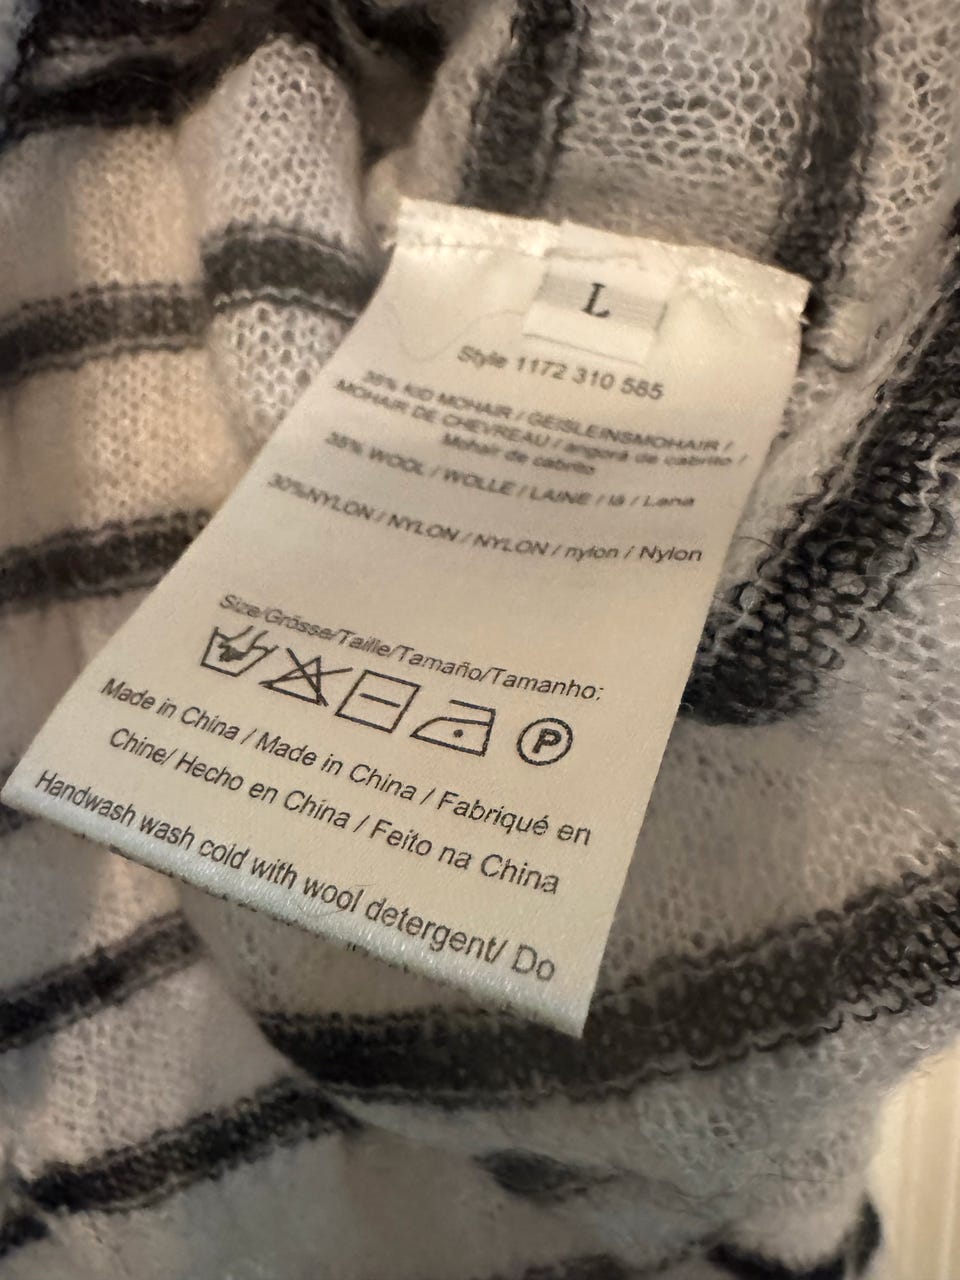 L
Style 1172 310 585
35% KID MOHAIR / GEISLEINSMOHAIR /
MOHAIR DE CHEVREAU / angora de cabrito /
Mohair de cabrito
35% WOOL / WOLLE / LAINE / lã / Lana
30%NYLON / NYLON / NYLON / nylon / Nylon
Size/Grösse/Taille/Tamaño/Tamanho:
P
Made in China / Made in China / Fabriqué en
Chine/ Hecho en China / Feito na China
Handwash wash cold with wool detergent/ Do